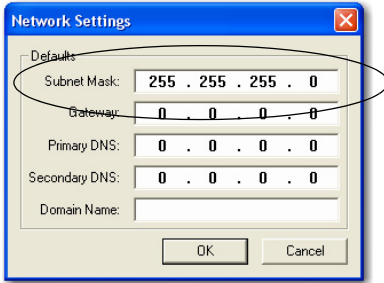 Network Settings
Defaults
Subnet Mask: 255 . 255 . 255 . 0
Gateway: 0 . 0 . 0 . 0
Primary DNS: 0 . 0 . 0 . 0
Secondary DNS: 0 . 0 . 0 . 0
Domain Name:
OK Cancel